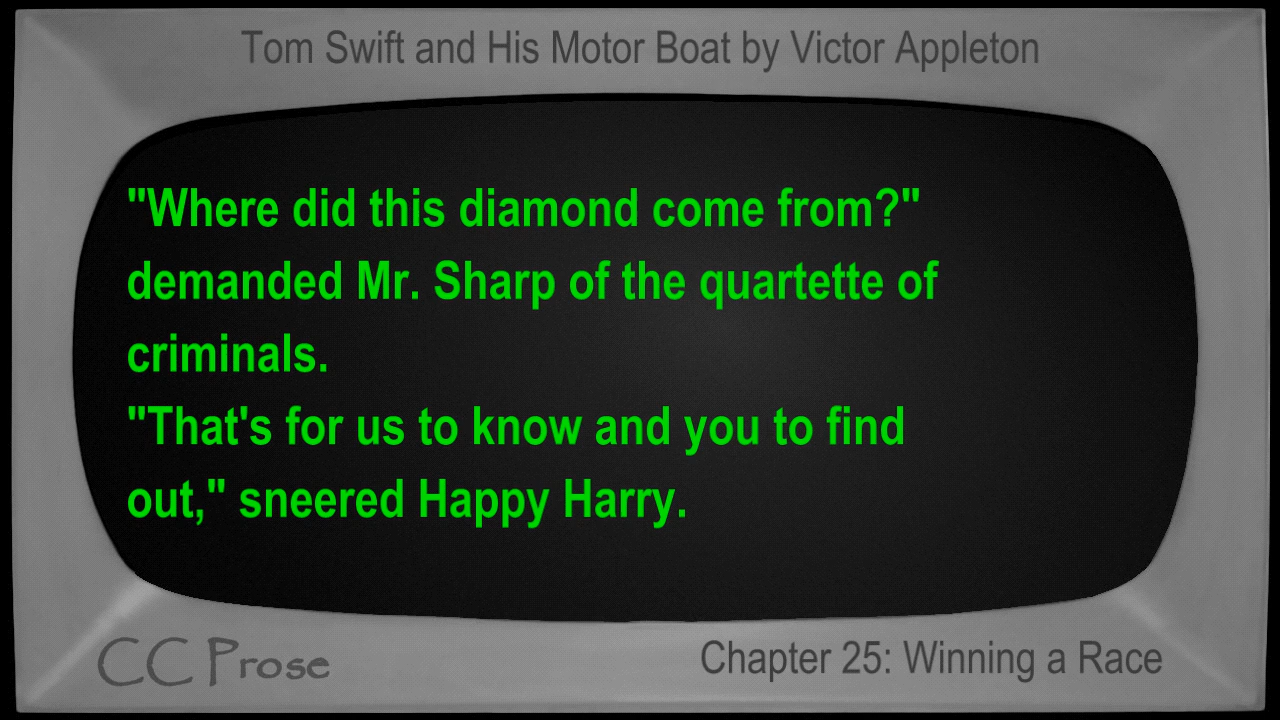 Tom Swift and His Motor Boat by Victor Appleton
"Where did this diamond come from?"
demanded Mr. Sharp of the quartette of
criminals.
"That's for us to know and you to find
out," sneered Happy Harry.
CC Prose
Chapter 25: Winning a Race